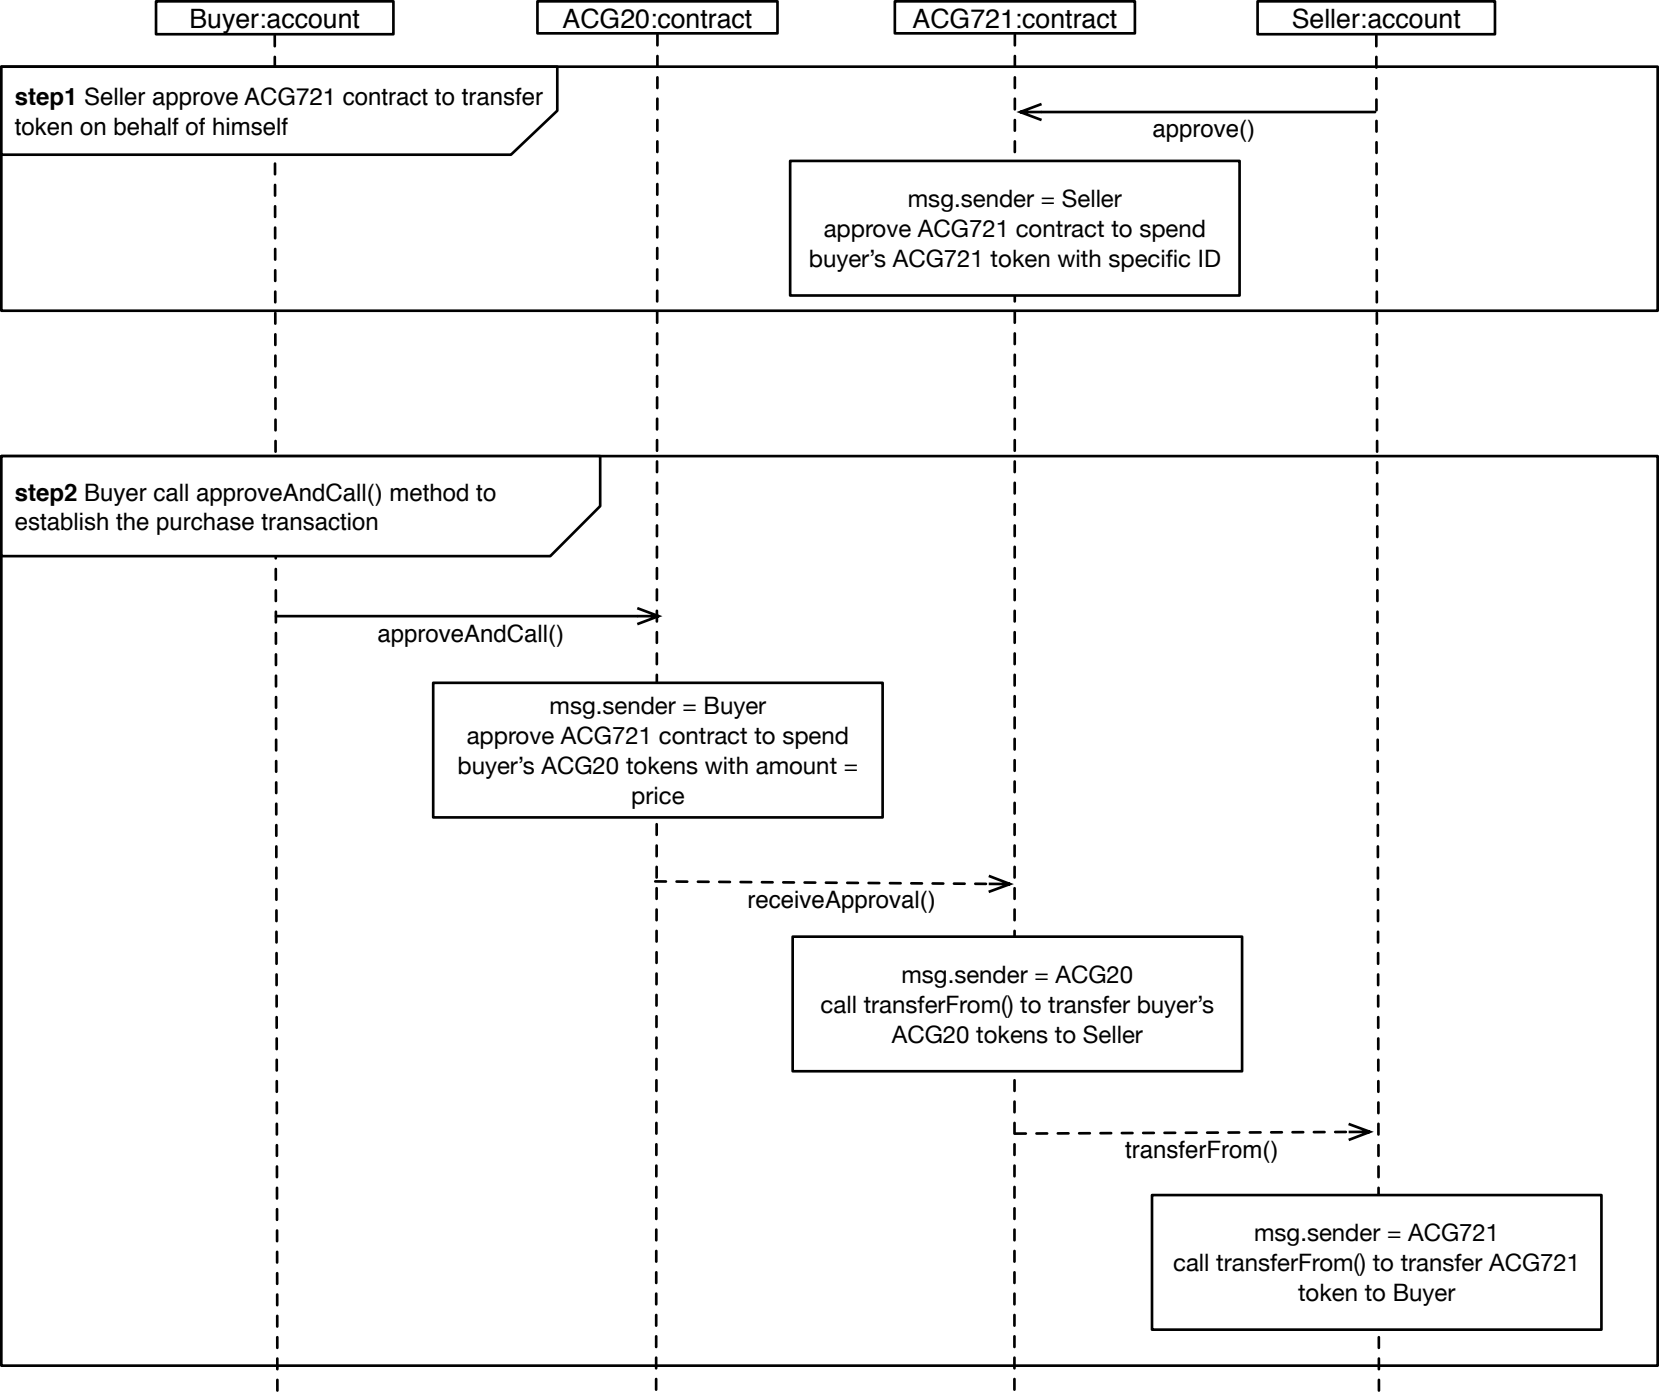 Buyer:account
ACG20:contract
ACG721:contract
Seller:account
step1 Seller approve ACG721 contract to transfer
token on behalf of himself
approve()
msg.sender = Seller
approve ACG721 contract to spend
buyer’s ACG721 token with specific ID
step2 Buyer call approveAndCall() method to
establish the purchase transaction
approveAndCall()
msg.sender = Buyer
approve ACG721 contract to spend
buyer’s ACG20 tokens with amount =
price
receiveApproval()
msg.sender = ACG20
call transferFrom() to transfer buyer’s
ACG20 tokens to Seller
transferFrom()
msg.sender = ACG721
call transferFrom() to transfer ACG721
token to Buyer